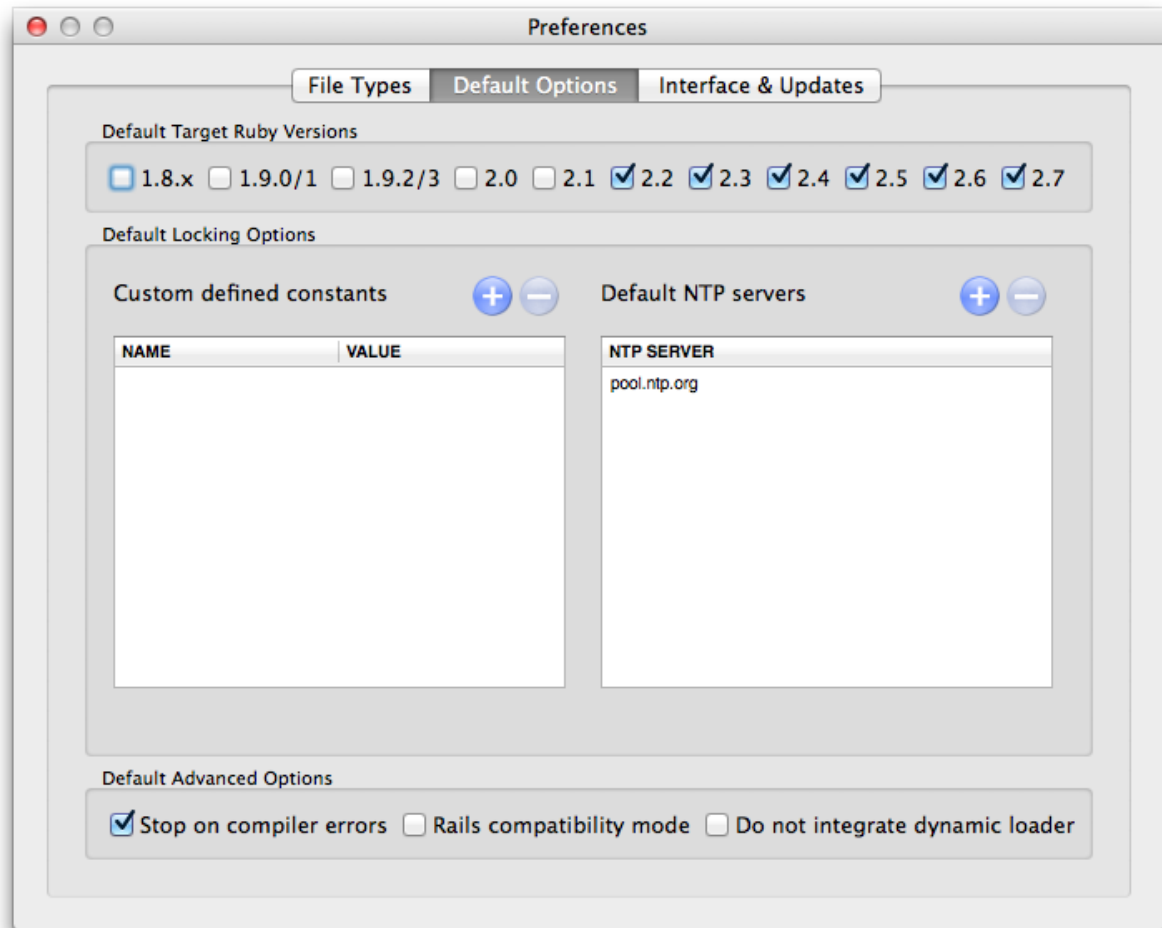 Preferences
File Types Default Options Interface & Updates
Default Target Ruby Versions
1.8.x 1.9.0/1 1.9.2/3 2.0 2.1 2.2 2.3 2.4 2.5 2.6 2.7
Default Locking Options
Custom defined constants
NAME VALUE
Default NTP servers
NTP SERVER
pool.ntp.org
Default Advanced Options
Stop on compiler errors Rails compatibility mode Do not integrate dynamic loader